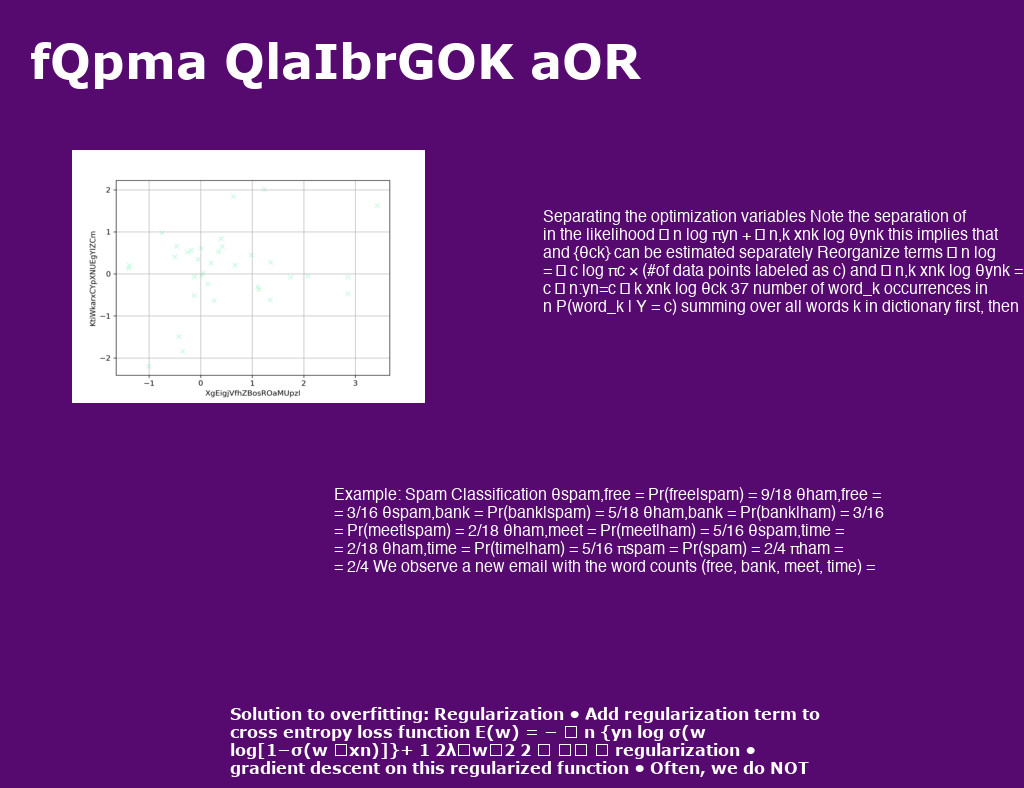 fQpma QlaIbrGOK aOR
2
1
0
−1
−2
−1 0 1 2 3
KtiWkarxCYpXNUEgYIZCm
XgEigjVfhZBosROaMUpzI
Separating the optimization variables Note the separation of
in the likelihood □ n log πyn + □ n,k xnk log θynk this implies that
and {θck} can be estimated separately Reorganize terms □ n log
= □ c log πc × (#of data points labeled as c) and □ n,k xnk log θynk =
c □ n:yn=c □ k xnk log θck 37 number of word_k occurrences in
n P(word_k | Y = c) summing over all words k in dictionary first, then
Example: Spam Classification θspam,free = Pr(free|spam) = 9/18 θham,free =
= 3/16 θspam,bank = Pr(bank|spam) = 5/18 θham,bank = Pr(bank|ham) = 3/16
= Pr(meet|spam) = 2/18 θham,meet = Pr(meet|ham) = 5/16 θspam,time =
= 2/18 θham,time = Pr(time|ham) = 5/16 πspam = Pr(spam) = 2/4 πham =
= 2/4 We observe a new email with the word counts (free, bank, meet, time) =
Solution to overfitting: Regularization • Add regularization term to
cross entropy loss function E(w) = − □ n {yn log σ(w
log[1−σ(w □xn)]}+ 1 2λ□w□2 2 □ □□ □ regularization •
gradient descent on this regularized function • Often, we do NOT